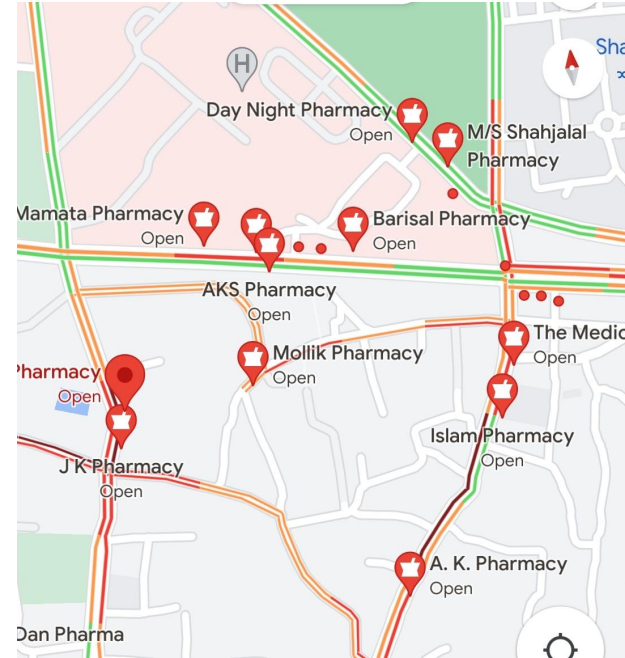 H
Sha
Day Night Pharmacy
Open
M/S Shahjalal
Pharmacy
Mamata Pharmacy
Open
Barisal Pharmacy
Open
AKS Pharmacy
Open
The Medic
Open
Mollik Pharmacy
Open
Pharmacy
Open
Islam Pharmacy
Open
J K Pharmacy
Open
A. K. Pharmacy
Open
Dan Pharma